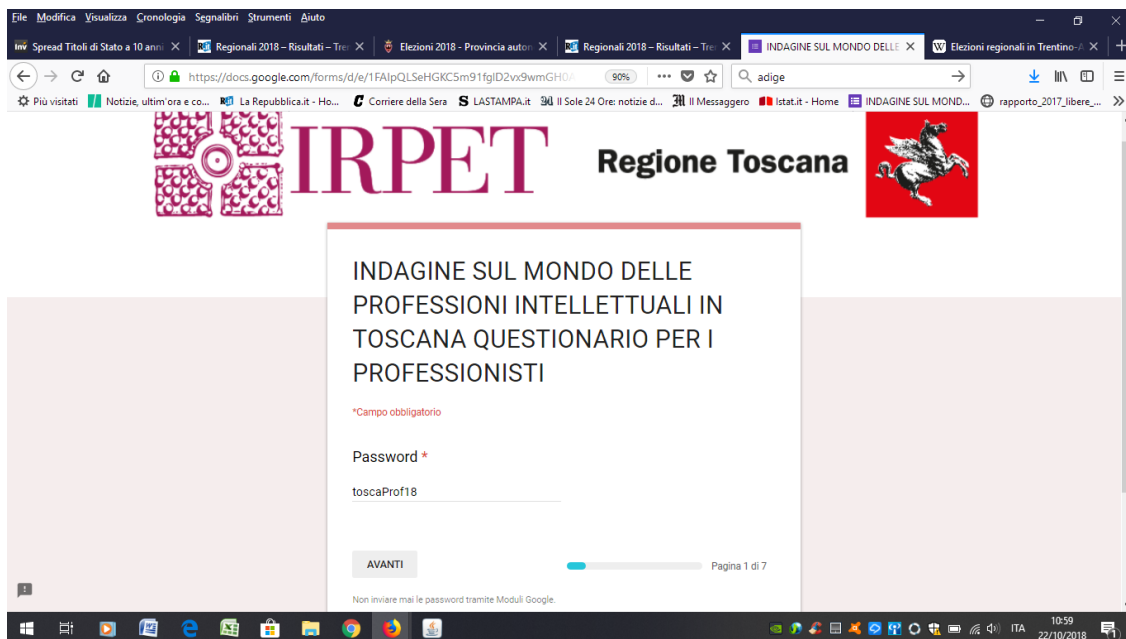 File Modifica Visualizza Cronologia Segnalibri Strumenti Aiuto
Inv Spread Titoli di Stato a 10 anni
Regionali 2018 – Risultati – Tre
Elezioni 2018 - Provincia auton
Regionali 2018 – Risultati – Tre
INDAGINE SUL MONDO DELLE
W Elezioni regionali in Trentino-A
https://docs.google.com/forms/d/e/1FAIpQLSeHGKC5m91fgID2vx9wmGH0A
90%
adige
Più visitati
Notizie, ultim'ora e co...
La Repubblica.it - Ho...
Corriere della Sera
S LASTAMPA.it
Il Sole 24 Ore: notizie d...
Il Messaggero
Istat.it - Home
INDAGINE SUL MOND...
rapporto_2017_libere_...
IRPET
Regione Toscana
INDAGINE SUL MONDO DELLE
PROFESSIONI INTELLETTUALI IN
TOSCANA QUESTIONARIO PER I
PROFESSIONISTI
*Campo obbligatorio
Password *
toscaProf18
AVANTI
Pagina 1 di 7
Non inviare mai le password tramite Moduli Google.
ITA
10:59
22/10/2018